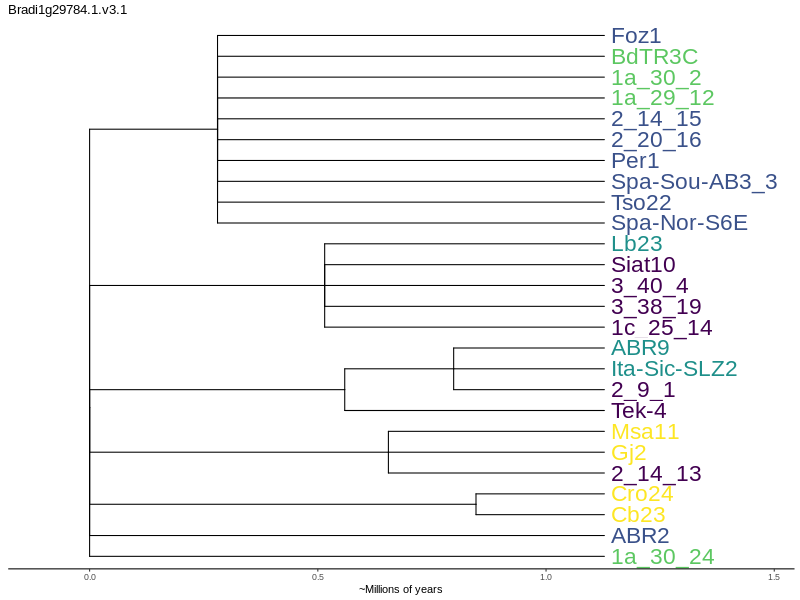 Bradi1g29784.1.v3.1
Foz1
BdTR3C
1a_30_2
1a_29_12
2_14_15
2_20_16
Per1
Spa-Sou-AB3_3
Tso22
Spa-Nor-S6E
Lb23
Siat10
3_40_4
3_38_19
1c_25_14
ABR9
Ita-Sic-SLZ2
2_9_1
Tek-4
Msa11
Gj2
2_14_13
Cro24
Cb23
ABR2
1a_30_24
0.0 0.5 1.0 1.5
~Millions of years